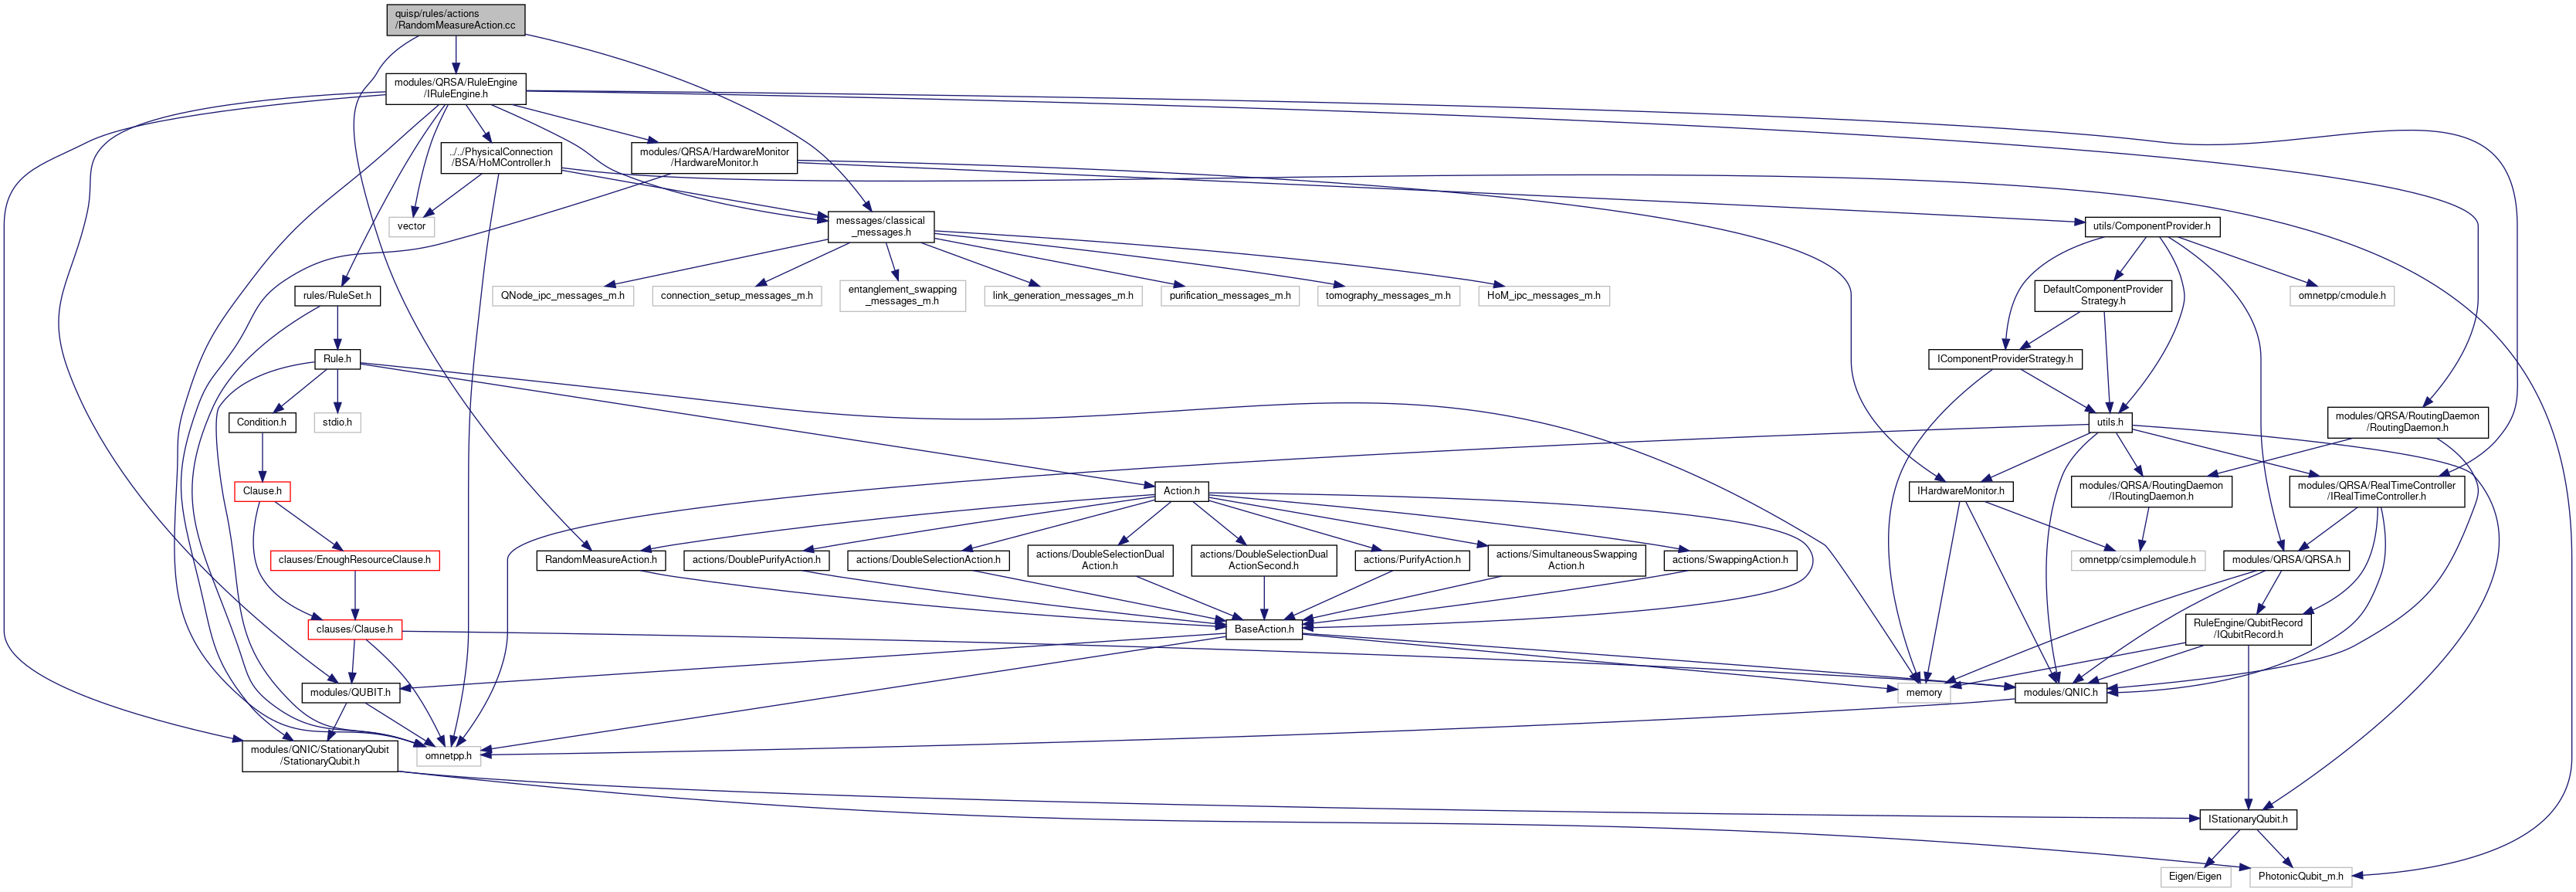 quisp/rules/actions
/RandomMeasureAction.cc
modules/QRSA/RuleEngine
/IRuleEngine.h
../../PhysicalConnection
/BSA/HoMController.h
modules/QRSA/HardwareMonitor
/HardwareMonitor.h
vector
messages/classical
_messages.h
utils/ComponentProvider.h
rules/RuleSet.h
QNode_ipc_messages_m.h
connection_setup_messages_m.h
entanglement_swapping
_messages_m.h
link_generation_messages_m.h
purification_messages_m.h
tomography_messages_m.h
HoM_ipc_messages_m.h
DefaultComponentProvider
Strategy.h
omnetpp/cmodule.h
Rule.h
IComponentProviderStrategy.h
Condition.h
stdio.h
utils.h
modules/QRSA/RoutingDaemon
/RoutingDaemon.h
Clause.h
Action.h
IHardwareMonitor.h
modules/QRSA/RoutingDaemon
/IRoutingDaemon.h
modules/QRSA/RealTimeController
/IRealTimeController.h
clauses/EnoughResourceClause.h
RandomMeasureAction.h
actions/DoublePurifyAction.h
actions/DoubleSelectionAction.h
actions/DoubleSelectionDual
Action.h
actions/DoubleSelectionDual
ActionSecond.h
actions/PurifyAction.h
actions/SimultaneousSwapping
Action.h
actions/SwappingAction.h
omnetpp/csimplemodule.h
modules/QRSA/QRSA.h
clauses/Clause.h
BaseAction.h
RuleEngine/QubitRecord
/IQubitRecord.h
modules/QUBIT.h
memory
modules/QNIC.h
modules/QNIC/StationaryQubit
/StationaryQubit.h
omnetpp.h
IStationaryQubit.h
Eigen/Eigen
PhotonicQubit_m.h